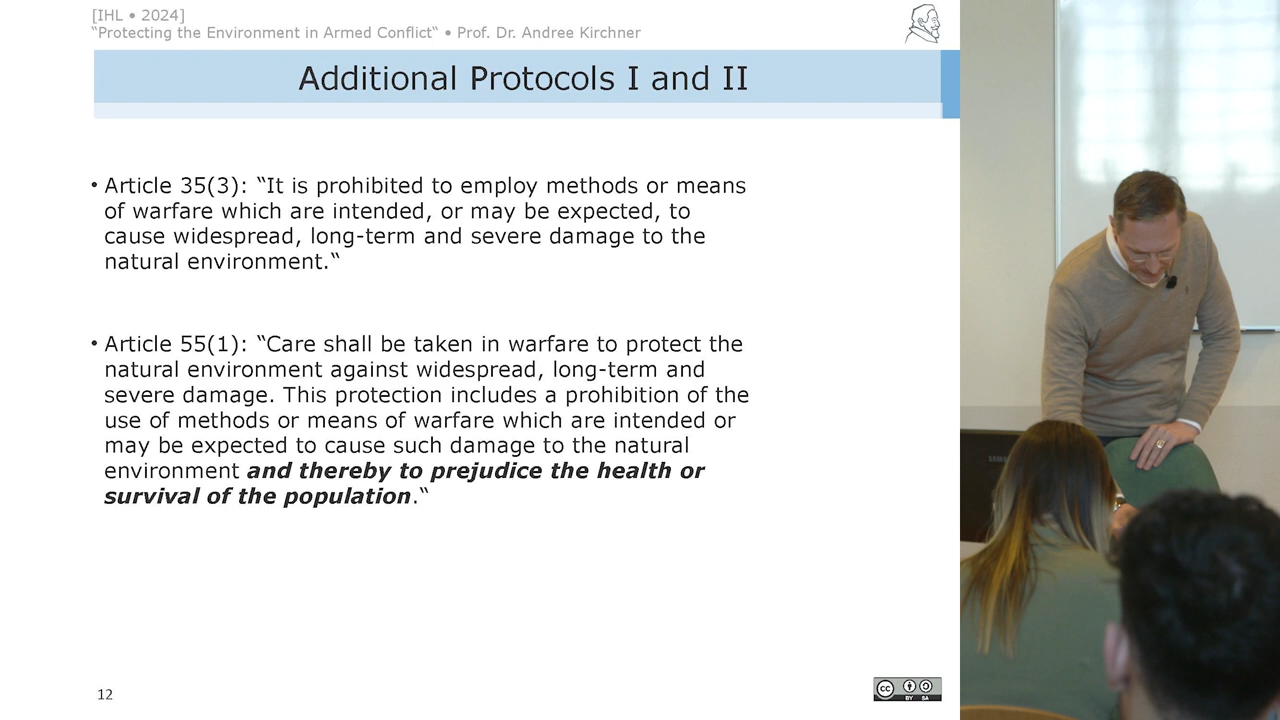 [IHL • 2024]
“Protecting the Environment in Armed Conflict“ • Prof. Dr. Andree Kirchner
Additional Protocols I and II
• Article 35(3): “It is prohibited to employ methods or means
of warfare which are intended, or may be expected, to
cause widespread, long-term and severe damage to the
natural environment.“
• Article 55(1): “Care shall be taken in warfare to protect the
natural environment against widespread, long-term and
severe damage. This protection includes a prohibition of the
use of methods or means of warfare which are intended or
may be expected to cause such damage to the natural
environment and thereby to prejudice the health or
survival of the population.“
12
cc
BY SA